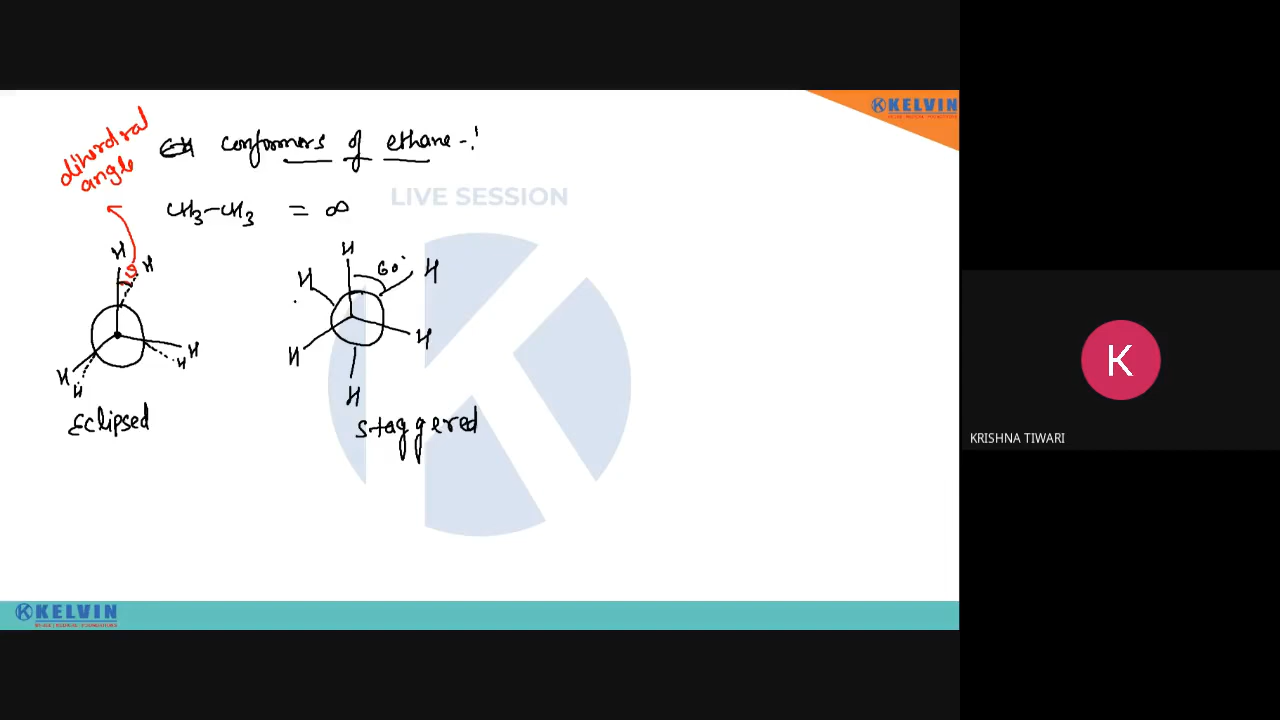 KELVIN
dihedral
angle
conformers of ethane -:
LIVE SESSION
CH3-CH3 = ∞
H
H
H
H
H
H
Eclipsed
H
60°
H
H
H
H
H
Staggered
K
KRISHNA TIWARI
KELVIN